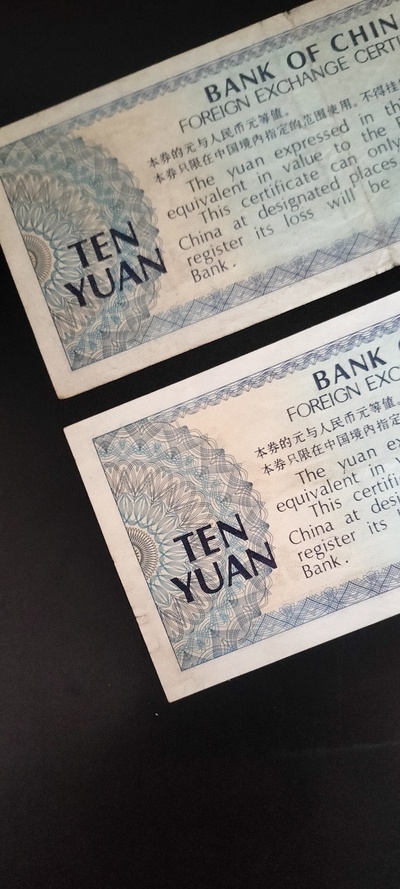 BANK OF CHIN
FOREIGN EXCHANGE CERTI
本券的元与人民币元等值。
本券只限在中国境内指定的范围使用。不得挂
The yuan expressed in th
equivalent in value to the
This certificate can only
China at designated places
register its loss will be
Bank.
TEN
YUAN
BANK
FOREIGN EXC
本券的元与人民币元等值。
本券只限在中国境内指定
The yuan ex
equivalent in
This certifi
China at des
register its
Bank.
TEN
YUAN